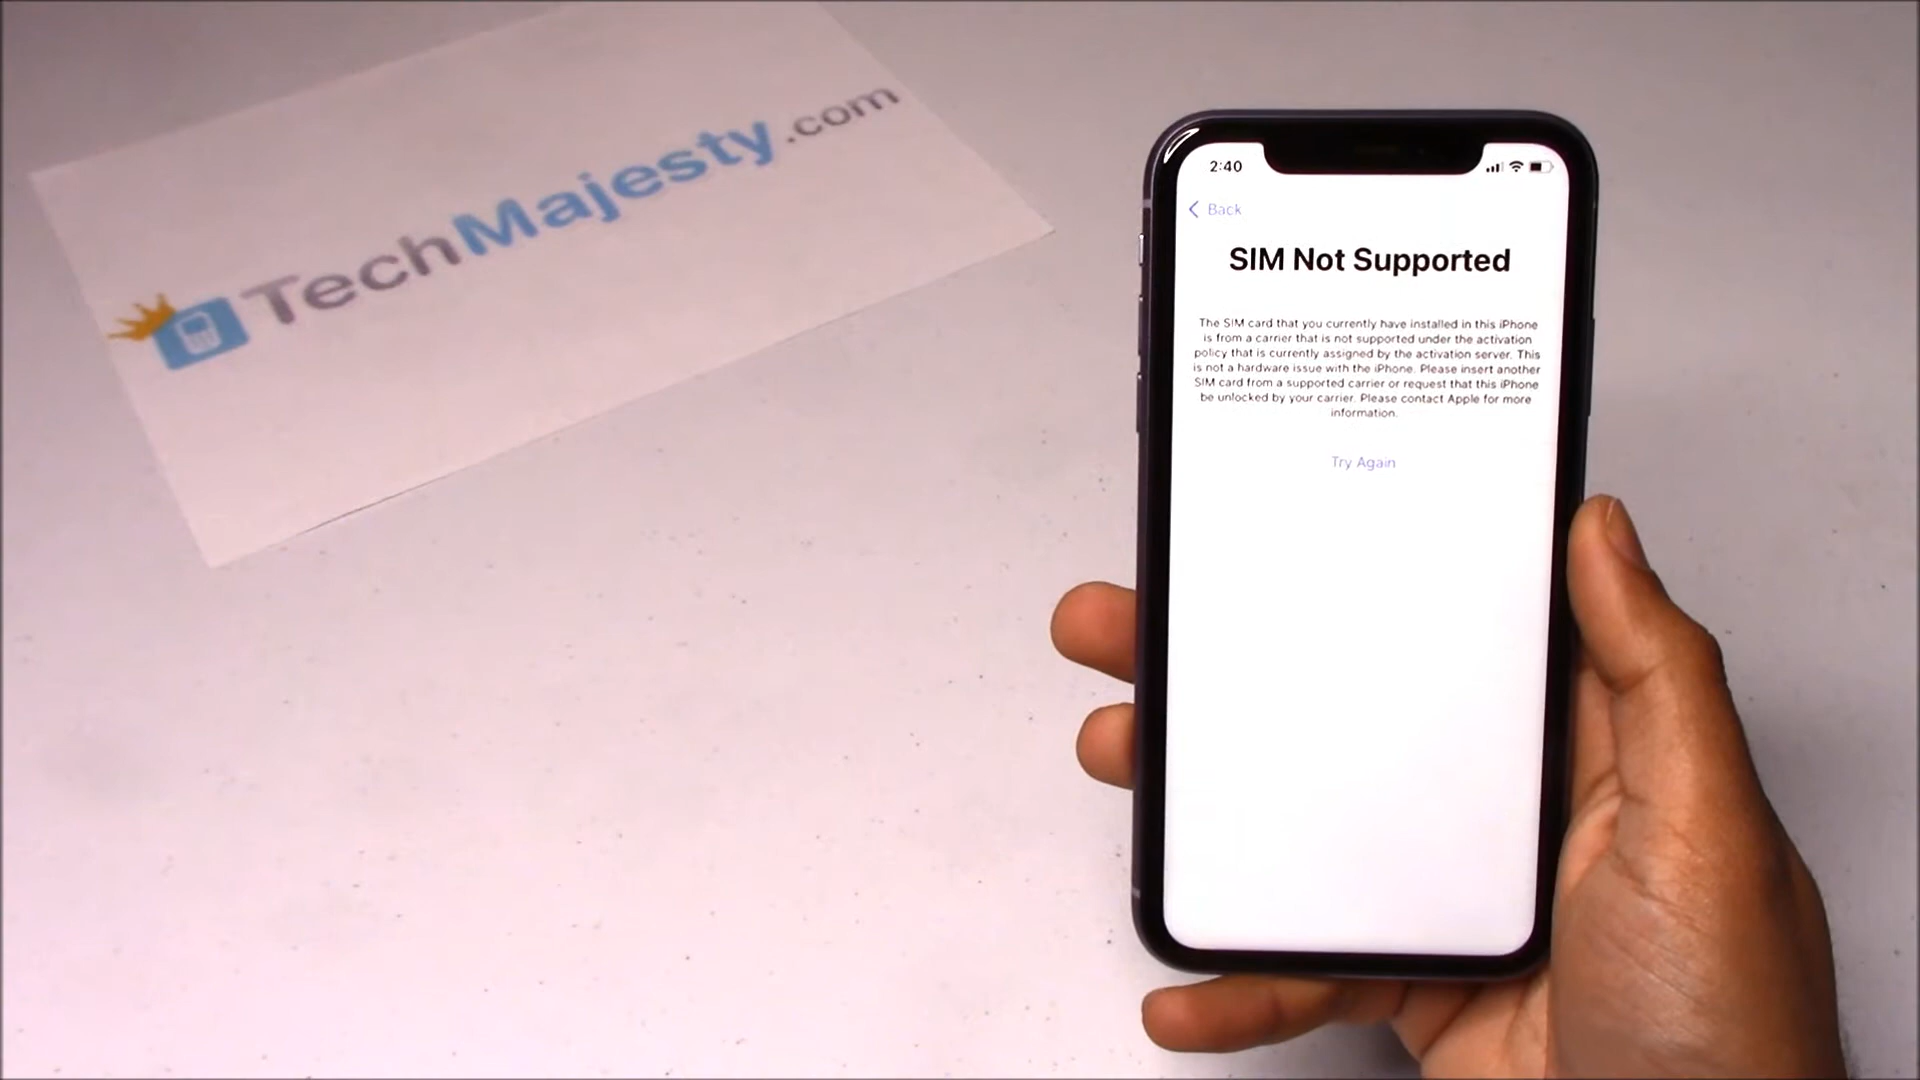 TechMajesty.com
2:40
Back
SIM Not Supported
The SIM card that you currently have installed in this iPhone
is from a carrier that is not supported under the activation
policy that is currently assigned by the activation server. This
is not a hardware issue with the iPhone. Please insert another
SIM card from a supported carrier or request that this iPhone
be unlocked by your carrier. Please contact Apple for more
information.
Try Again